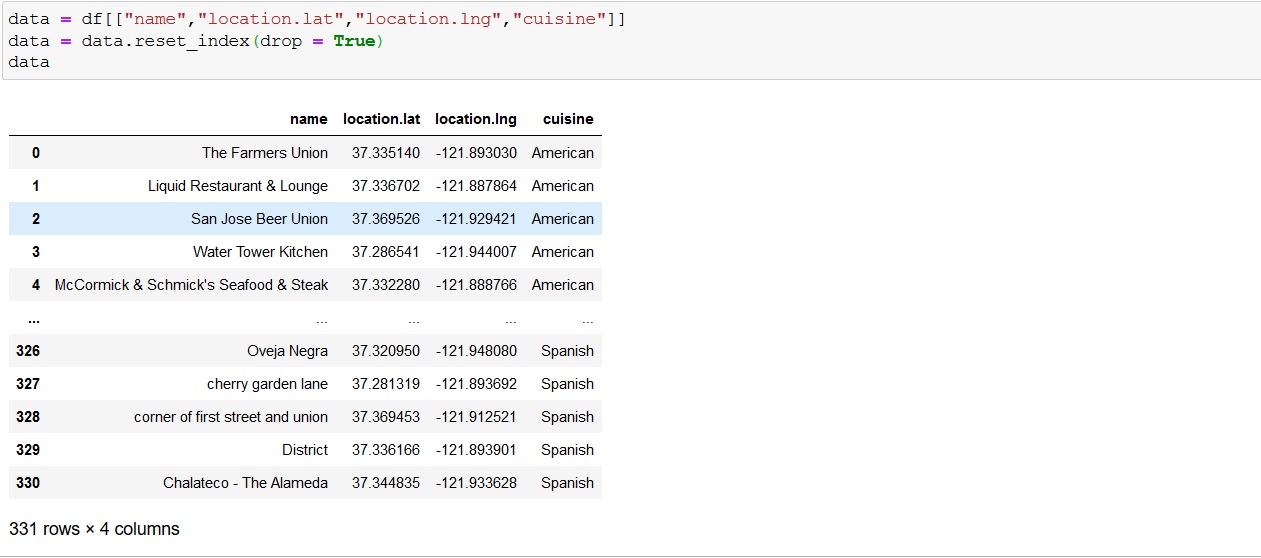 data = df[["name","location.lat","location.lng","cuisine"]]
data = data.reset_index(drop = True)
data
name location.lat location.lng cuisine
0 The Farmers Union 37.335140 -121.893030 American
1 Liquid Restaurant & Lounge 37.336702 -121.887864 American
2 San Jose Beer Union 37.369526 -121.929421 American
3 Water Tower Kitchen 37.286541 -121.944007 American
4 McCormick & Schmick's Seafood & Steak 37.332280 -121.888766 American
... ... ... ... ...
326 Oveja Negra 37.320950 -121.948080 Spanish
327 cherry garden lane 37.281319 -121.893692 Spanish
328 corner of first street and union 37.369453 -121.912521 Spanish
329 District 37.336166 -121.893901 Spanish
330 Chalateco - The Alameda 37.344835 -121.933628 Spanish
331 rows × 4 columns